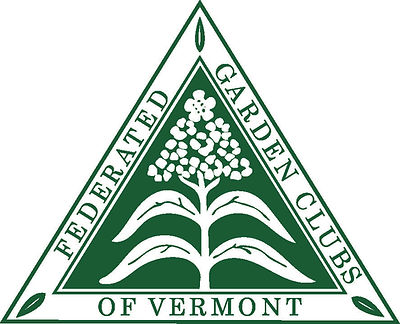 FEDERATED
GARDEN CLUBS
OF VERMONT